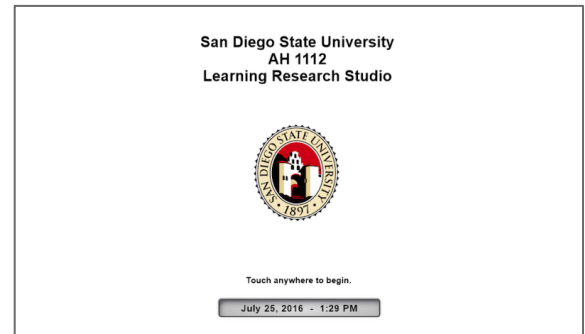 San Diego State University
AH 1112
Learning Research Studio
SAN DIEGO STATE UNIVERSITY
• 1897 •
Touch anywhere to begin.
July 25, 2016 - 1:29 PM